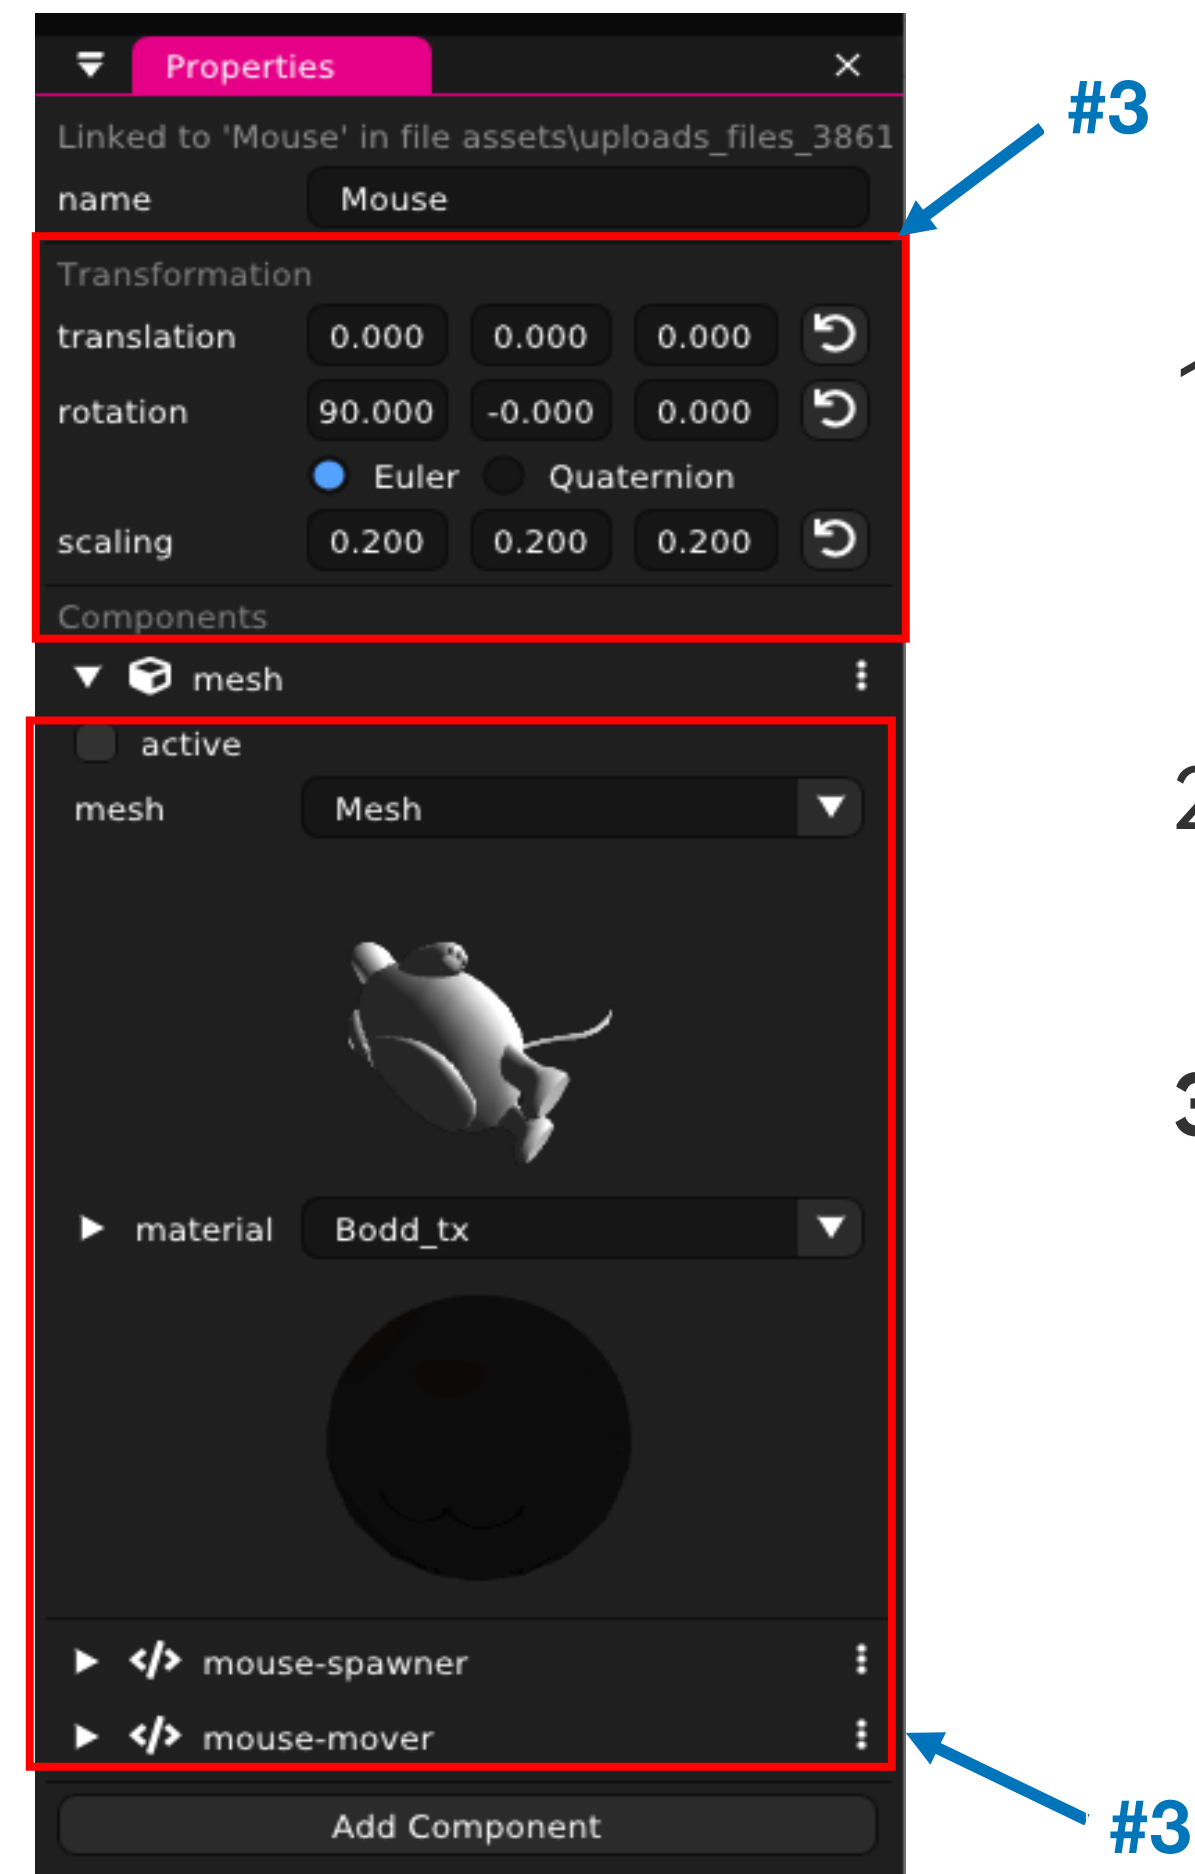 Properties
#3
Linked to 'Mouse' in file assets\uploads_files_3861
name Mouse
Transformation
translation 0.000 0.000 0.000
rotation 90.000 -0.000 0.000
Euler Quaternion
scaling 0.200 0.200 0.200
Components
mesh
active
mesh Mesh
material Bodd_tx
</> mouse-spawner
</> mouse-mover
Add Component
#3